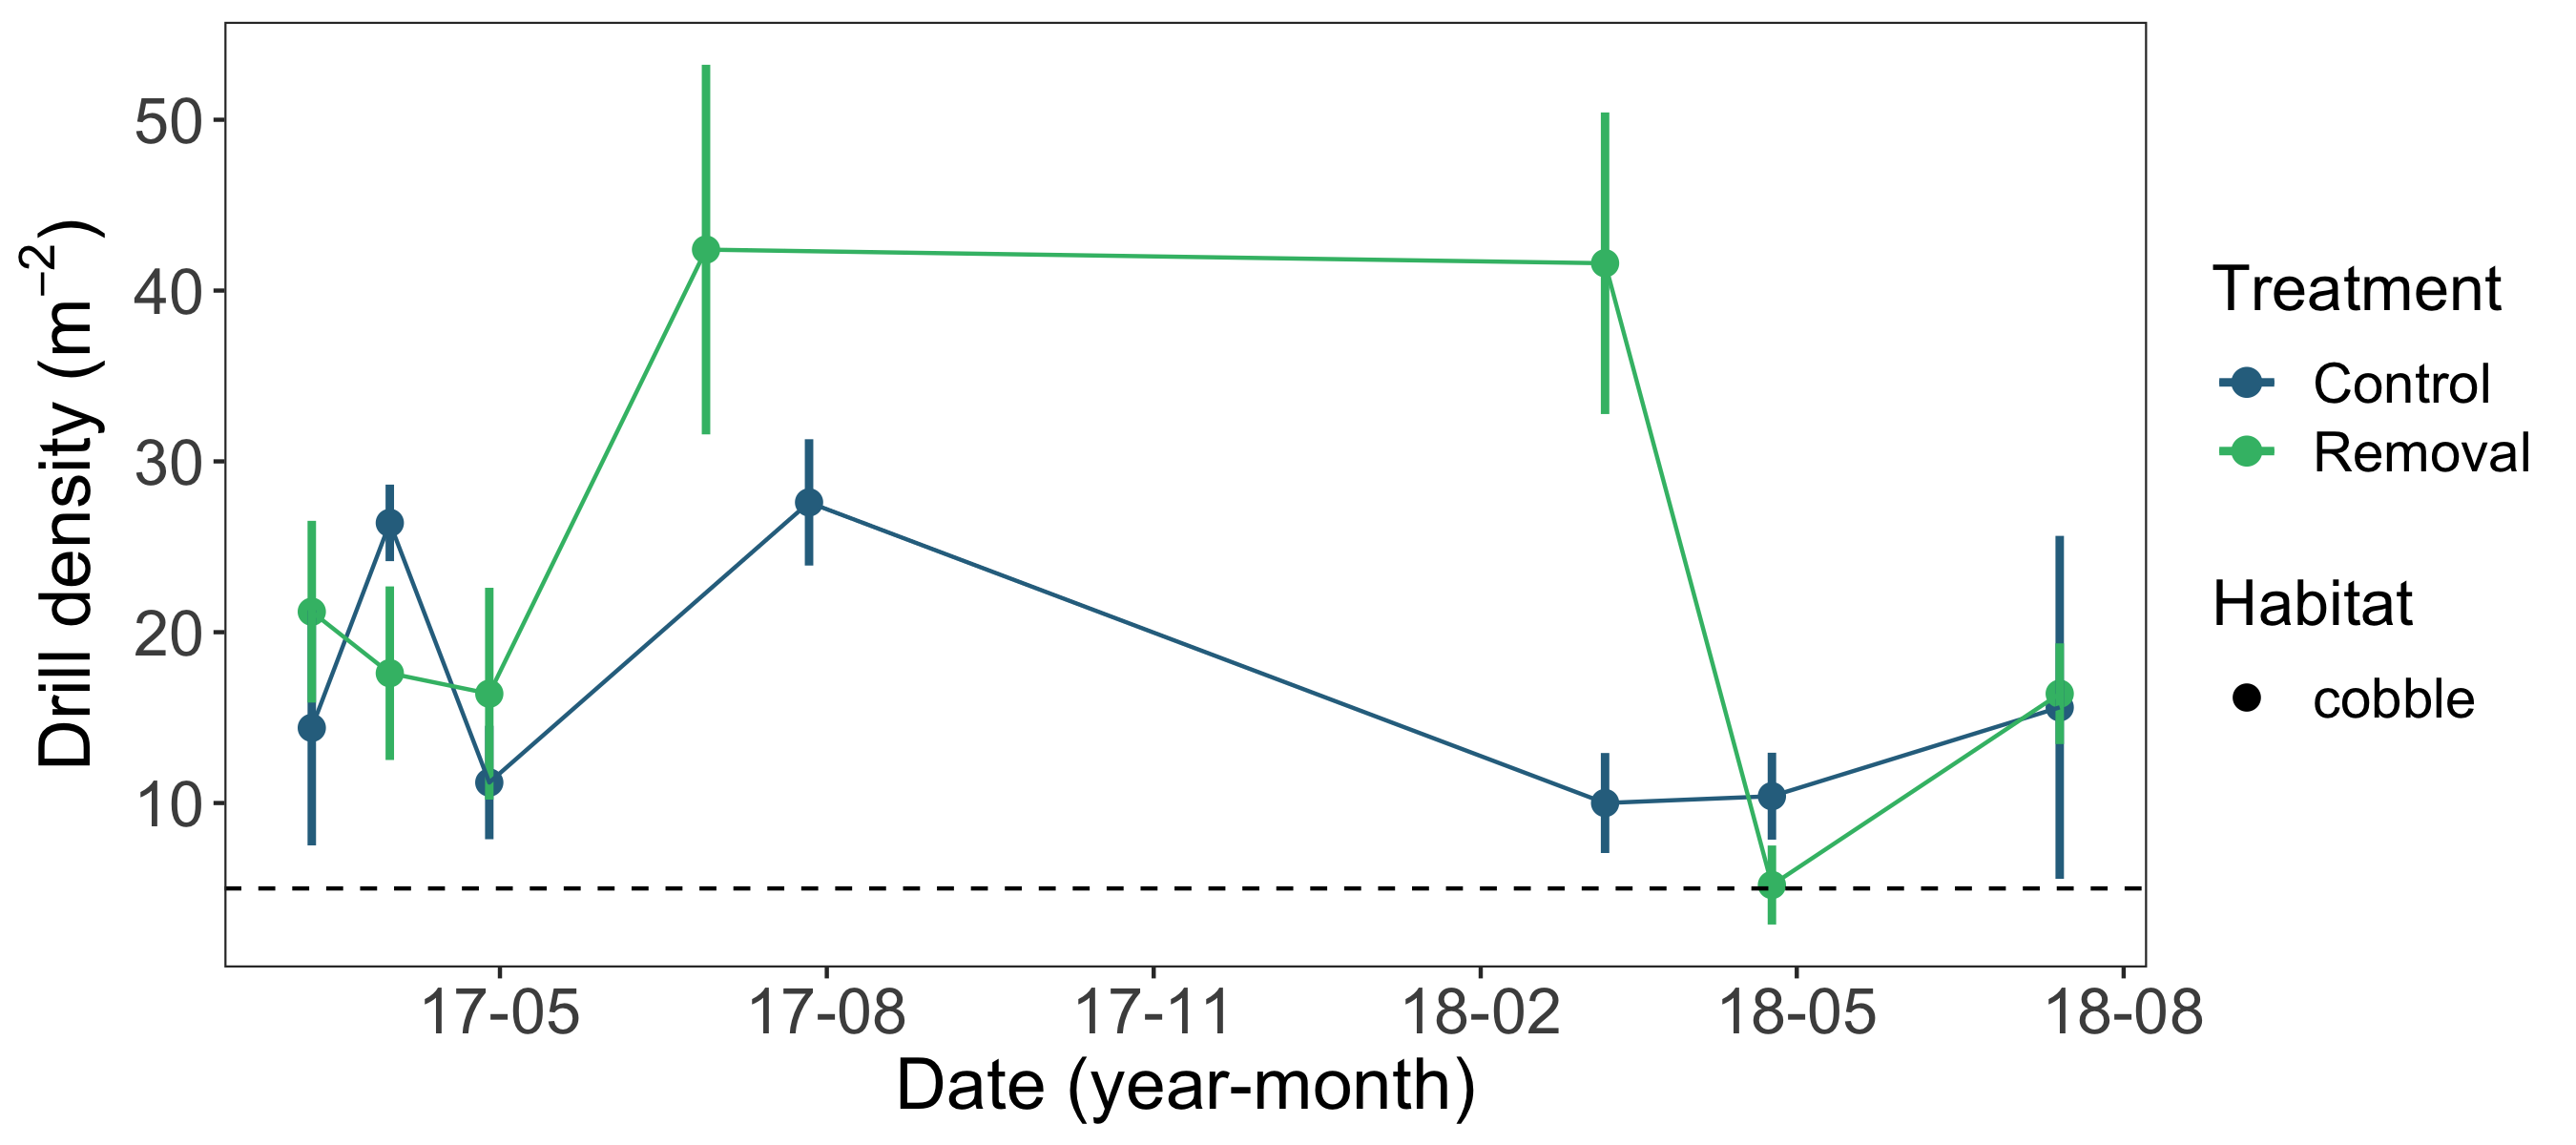 Drill density (m⁻²)
50
40
30
20
10
17-05
17-08
17-11
18-02
18-05
18-08
Date (year-month)
Treatment
Control
Removal
Habitat
cobble